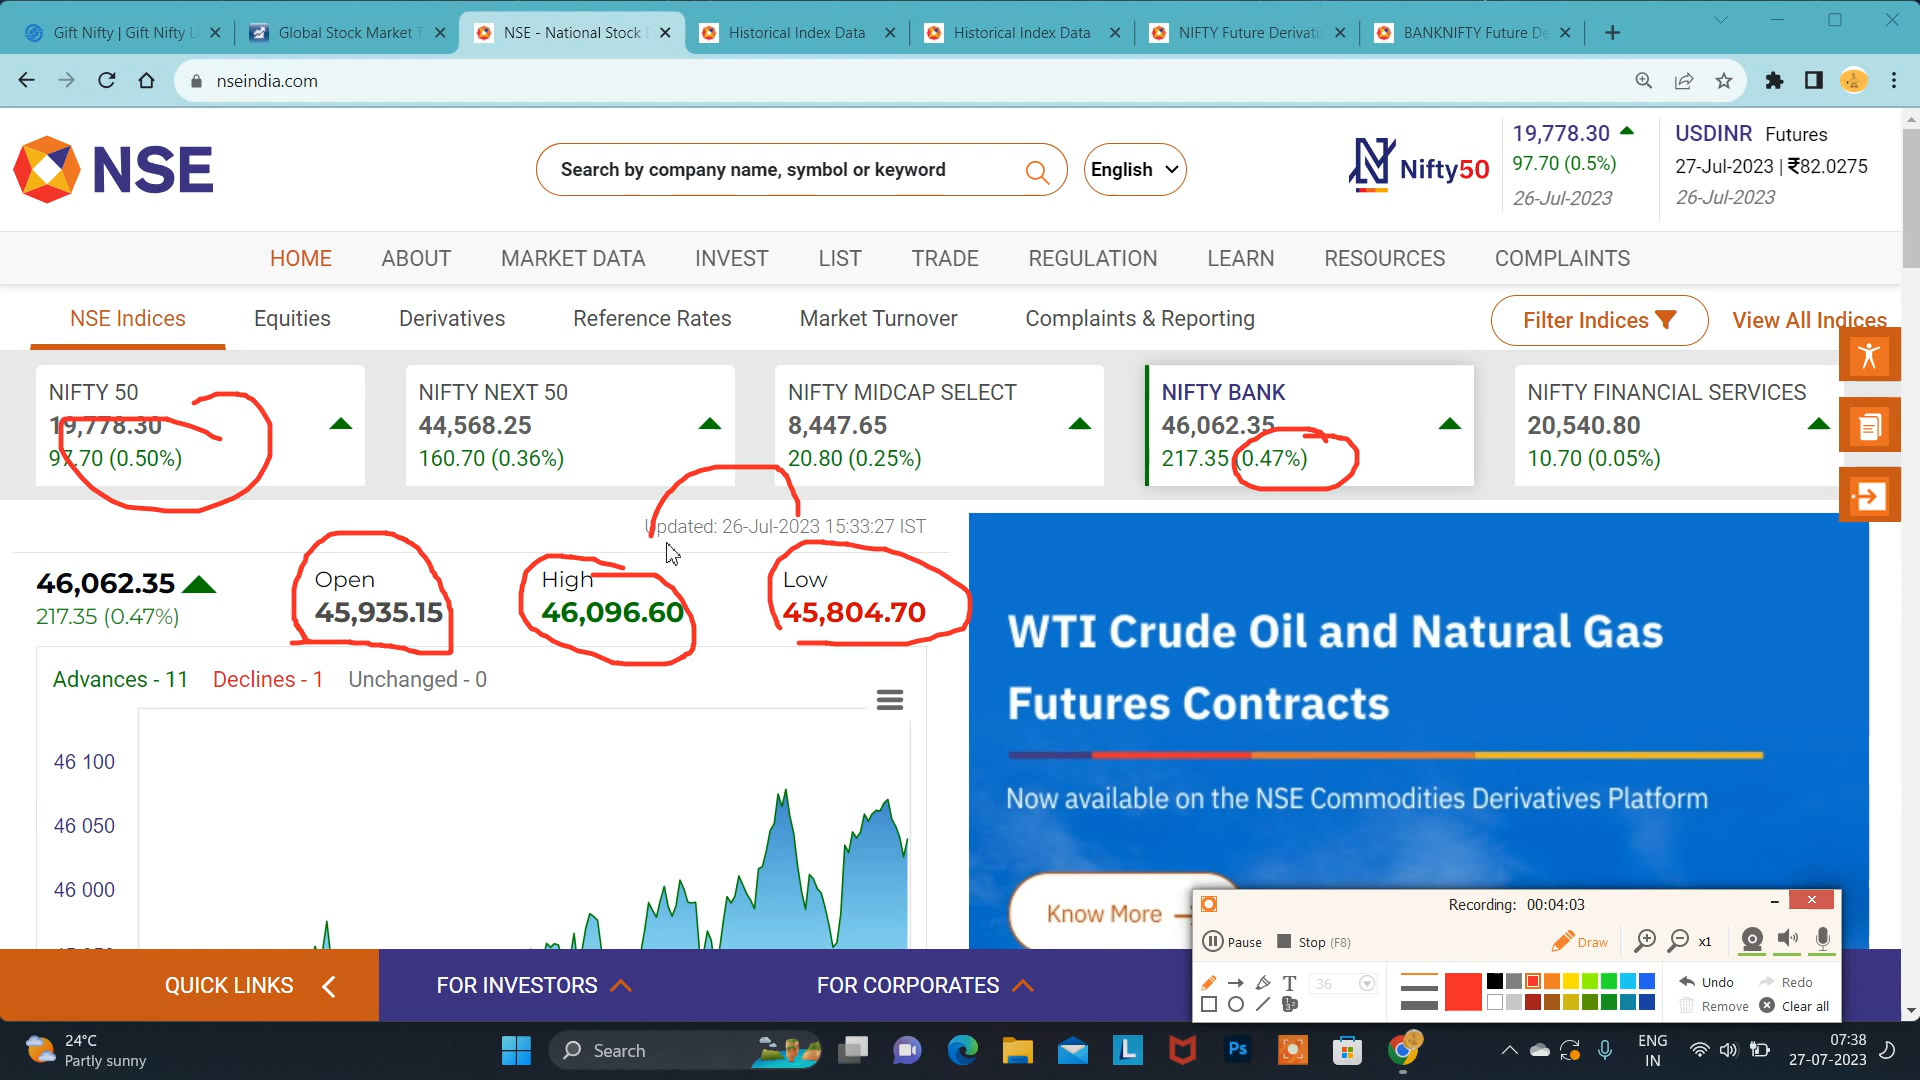 Gift Nifty | Gift Nifty L
Global Stock Market T
NSE - National Stock E
Historical Index Data
Historical Index Data
NIFTY Future Derivati
BANKNIFTY Future De
nseindia.com
NSE
Search by company name, symbol or keyword
English
Nifty50
19,778.30
97.70 (0.5%)
26-Jul-2023
USDINR Futures
27-Jul-2023 | ₹82.0275
26-Jul-2023
HOME ABOUT MARKET DATA INVEST LIST TRADE REGULATION LEARN RESOURCES COMPLAINTS
NSE Indices Equities Derivatives Reference Rates Market Turnover Complaints & Reporting
Filter Indices View All Indices
NIFTY 50
19,778.30
97.70 (0.50%)
NIFTY NEXT 50
44,568.25
160.70 (0.36%)
NIFTY MIDCAP SELECT
8,447.65
20.80 (0.25%)
NIFTY BANK
46,062.35
217.35 (0.47%)
NIFTY FINANCIAL SERVICES
20,540.80
10.70 (0.05%)
Updated: 26-Jul-2023 15:33:27 IST
46,062.35
217.35 (0.47%)
Open
45,935.15
High
46,096.60
Low
45,804.70
Advances - 11 Declines - 1 Unchanged - 0
46 100
46 050
46 000
WTI Crude Oil and Natural Gas
Futures Contracts
Now available on the NSE Commodities Derivatives Platform
Know More
Recording: 00:04:03
Pause Stop (F8) Draw x1
T 36 Undo Redo
Remove Clear all
QUICK LINKS FOR INVESTORS FOR CORPORATES
24°C
Partly sunny
Search
L
Ps
ENG
IN
07:38
27-07-2023